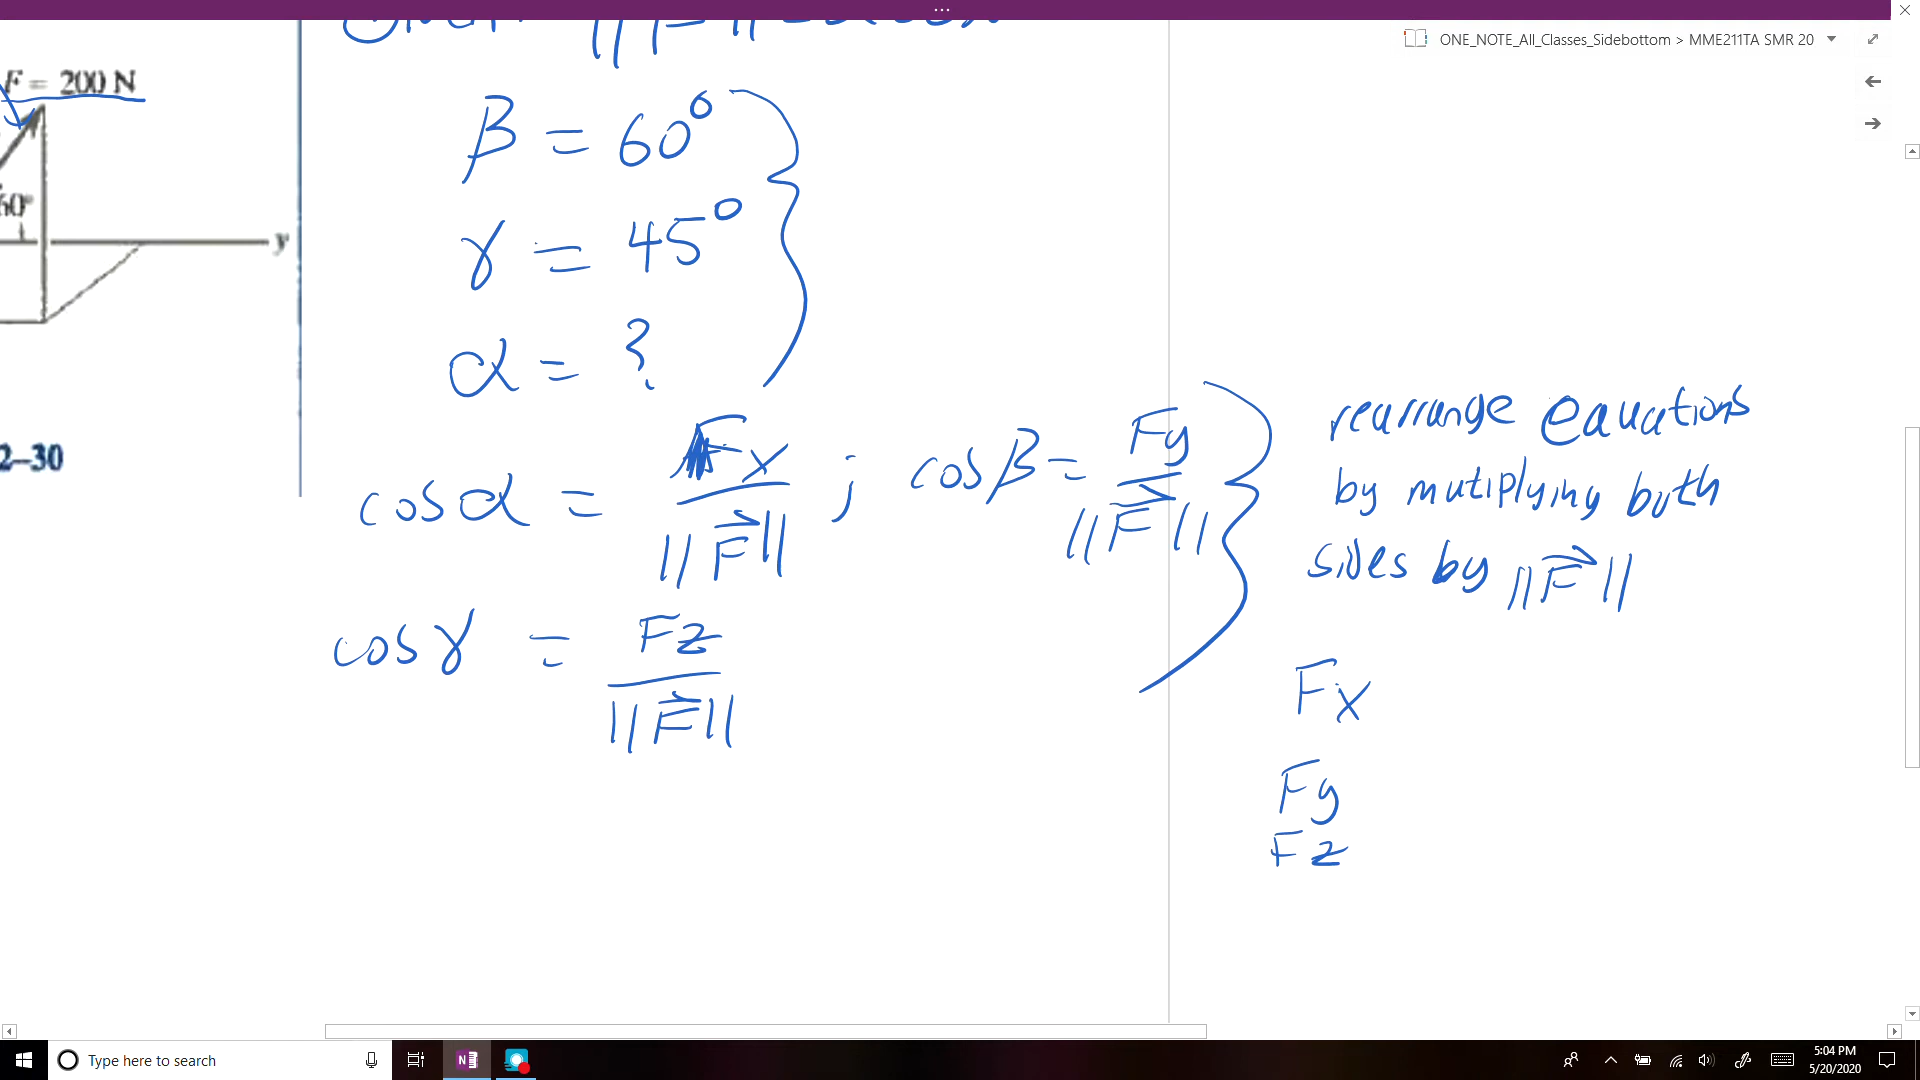 ONE_NOTE_All_Classes_Sidebottom > MME211TA SMR 20
F = 200 N
β = 60°
60°
γ = 45°
y
α = ?
2–30
cos α = Fx / ||F⃗|| ; cos β = Fy / ||F⃗||
cos γ = Fz / ||F⃗||
rearrange equations
by mutiplying both
sides by ||F⃗||
Fx
Fy
Fz
Type here to search
5:04 PM
5/20/2020